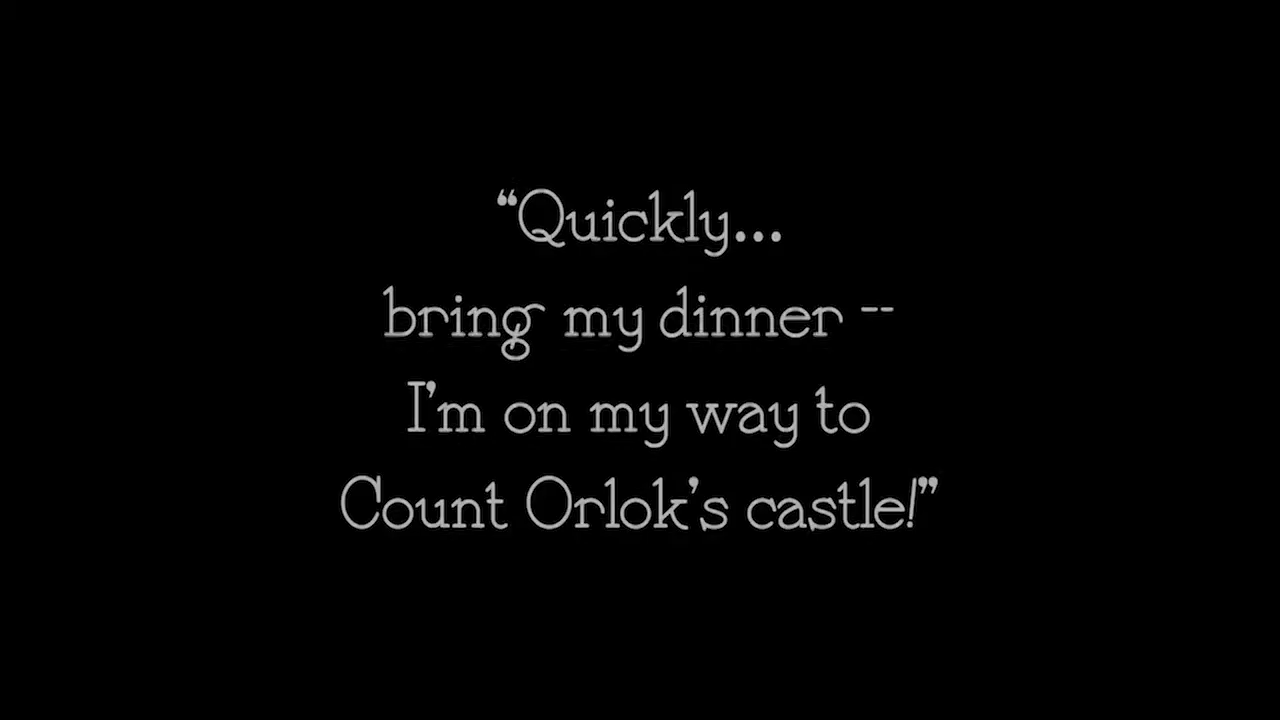 “Quickly...
bring my dinner --
I’m on my way to
Count Orlok’s castle!”